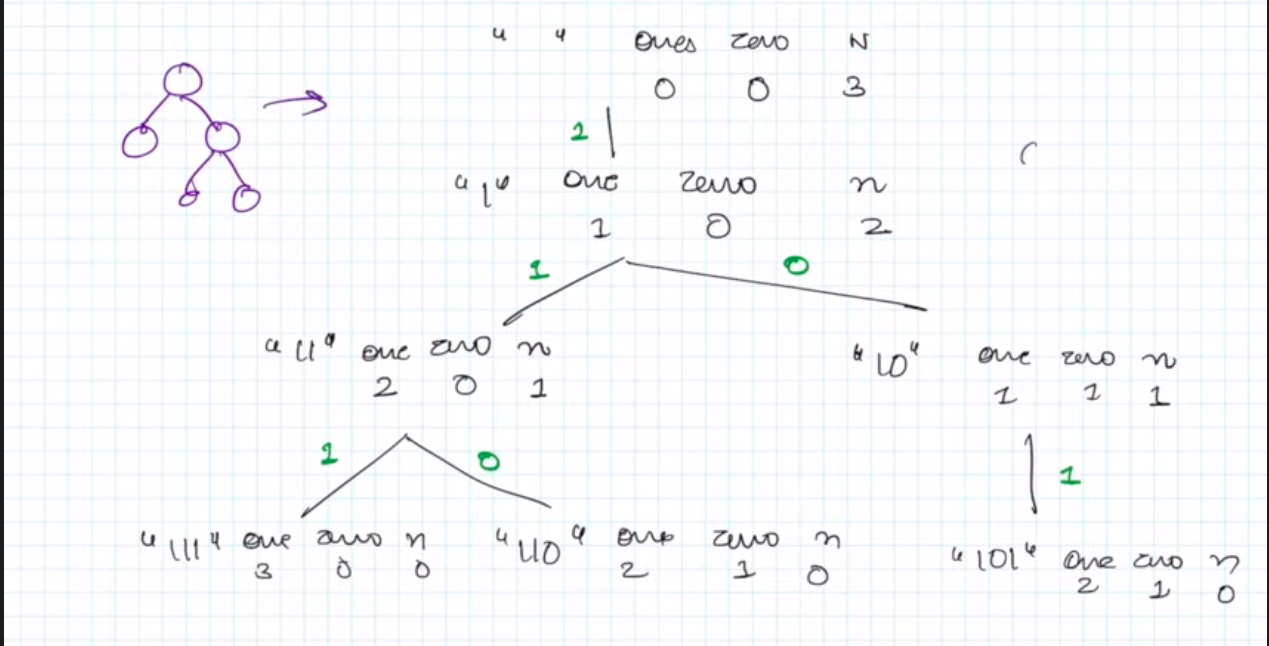 " " Ones zero N
0 0 3
1
"1" one zero n
1 0 2
1 0
"11" one zero n
2 0 1
"10" one zero n
1 1 1
1 0
1
"111" one zero n
3 0 0
"110" one zero n
2 1 0
"101" one zero n
2 1 0